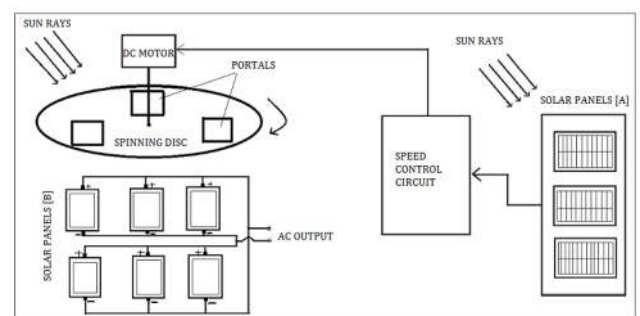 SUN RAYS
DC MOTOR
PORTALS
SUN RAYS
SOLAR PANELS [A]
SPINNING DISC
SPEED
CONTROL
CIRCUIT
SOLAR PANELS [B]
AC OUTPUT